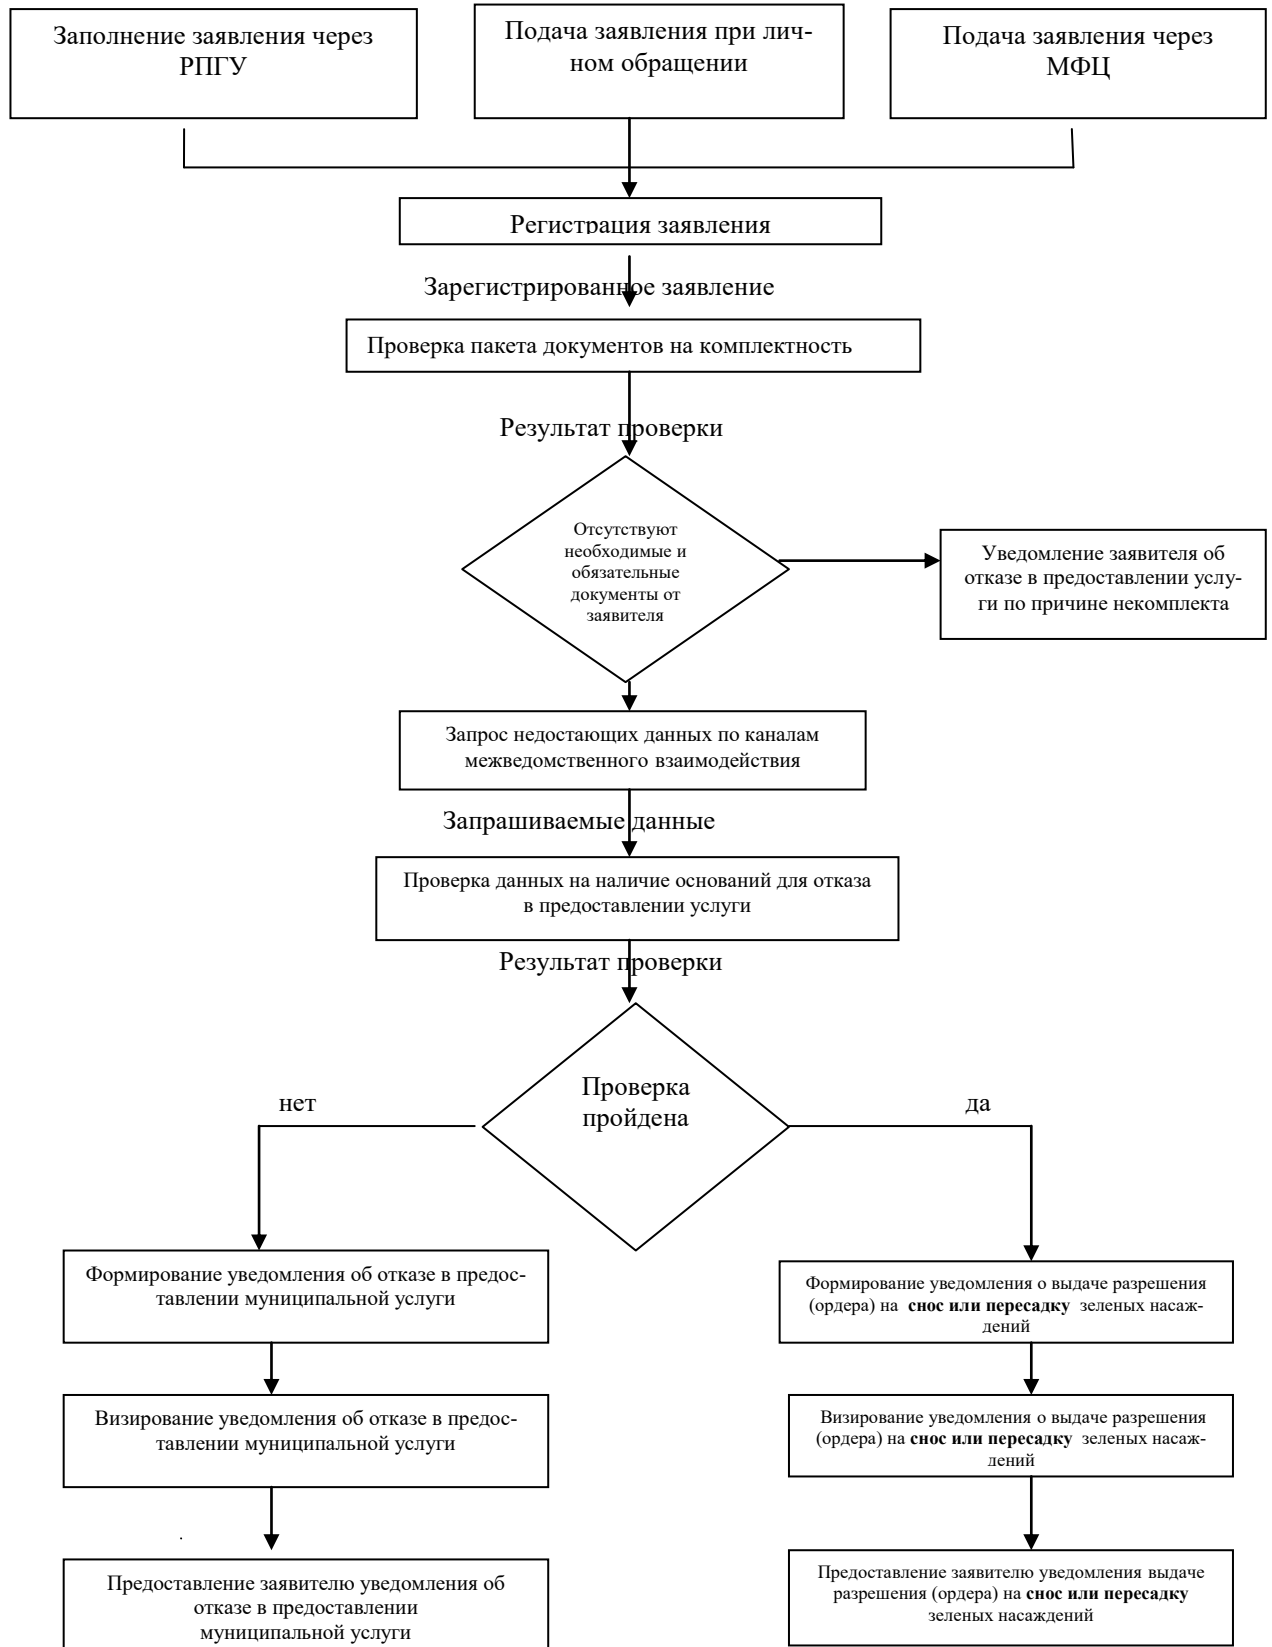 Заполнение заявления через
РПГУ
Подача заявления при лич-
ном обращении
Подача заявления через
МФЦ
Регистрация заявления
Зарегистрированное заявление
Проверка пакета документов на комплектность
Результат проверки
Отсутствуют
необходимые и
обязательные
документы от
заявителя
Уведомление заявителя об
отказе в предоставлении услу-
ги по причине некомплекта
Запрос недостающих данных по каналам
межведомственного взаимодействия
Запрашиваемые данные
Проверка данных на наличие оснований для отказа
в предоставлении услуги
Результат проверки
Проверка
пройдена
нет
да
Формирование уведомления об отказе в предос-
тавлении муниципальной услуги
Формирование уведомления о выдаче разрешения
(ордера) на снос или пересадку зеленых насаж-
дений
Визирование уведомления об отказе в предос-
тавлении муниципальной услуги
Визирование уведомления о выдаче разрешения
(ордера) на снос или пересадку зеленых насаж-
дений
.
Предоставление заявителю уведомления об
отказе в предоставлении
муниципальной услуги
Предоставление заявителю уведомления выдаче
разрешения (ордера) на снос или пересадку
зеленых насаждений